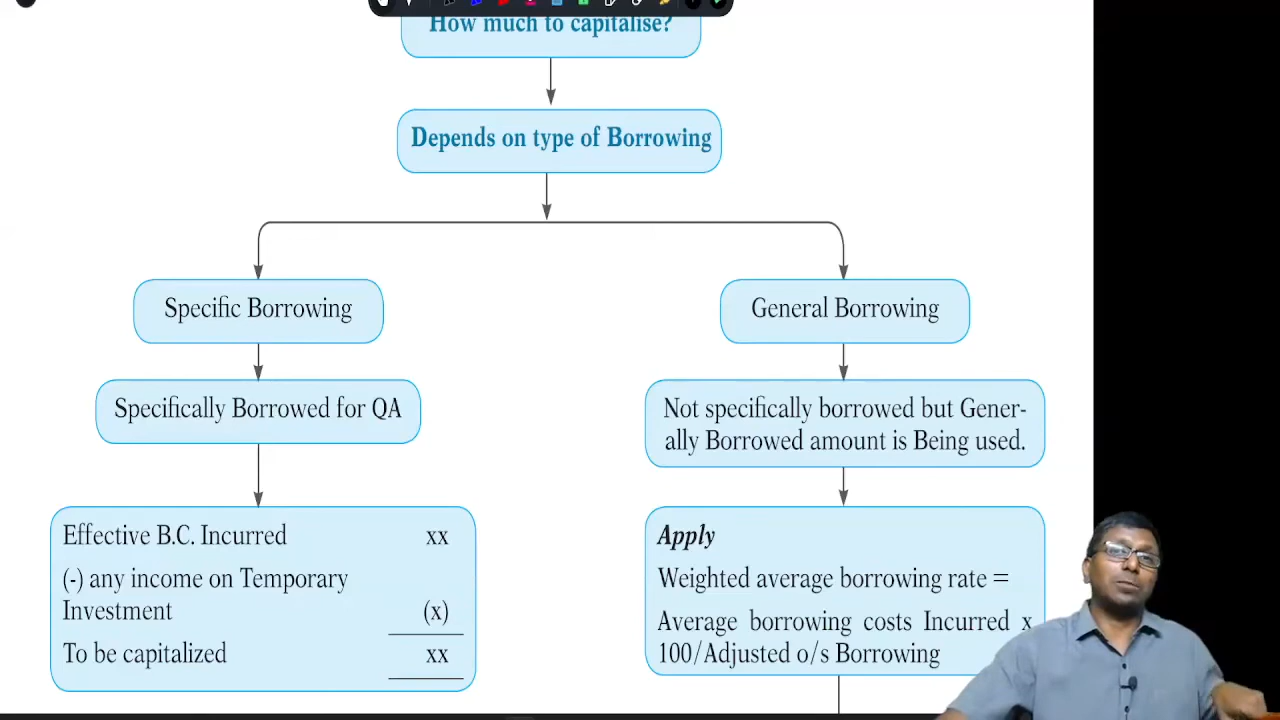 How much to capitalise?
Depends on type of Borrowing
Specific Borrowing
General Borrowing
Specifically Borrowed for QA
Not specifically borrowed but Gener-
ally Borrowed amount is Being used.
Effective B.C. Incurred xx
(-) any income on Temporary
Investment (x)
To be capitalized xx
Apply
Weighted average borrowing rate =
Average borrowing costs Incurred x
100/Adjusted o/s Borrowing